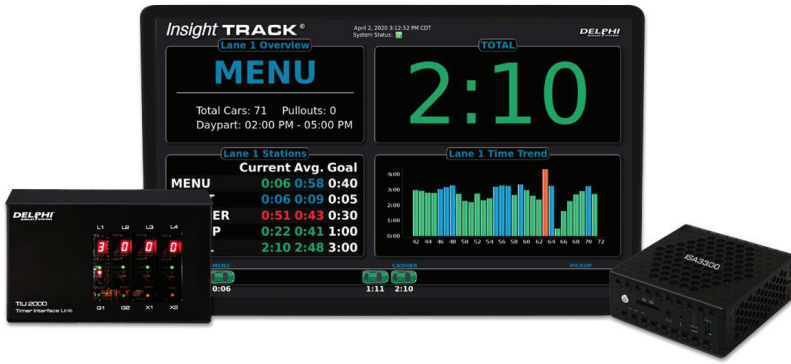 Insight TRACK®
April 2, 2020 3:12:52 PM CDT
System Status:
DELPHI
Lane 1 Overview
MENU
Total Cars: 71 Pullouts: 0
Daypart: 02:00 PM - 05:00 PM
TOTAL
2:10
Lane 1 Stations
Current Avg. Goal
MENU 0:06 0:58 0:40
T 0:06 0:09 0:05
ER 0:51 0:43 0:30
P 0:22 0:41 1:00
L 2:10 2:48 3:00
Lane 1 Time Trend
4:00
3:00
2:00
1:00
0:00
42 44 46 48 50 52 54 56 58 60 62 64 66 68 70 72
MENU
CASHIER
PICKUP
0:06
1:11 2:10
DELPHI
L1 L2 L3 L4
3 0 0 0
G1 G2 X1 X2
TIU 2000
Timer Interface Unit
ISA3300